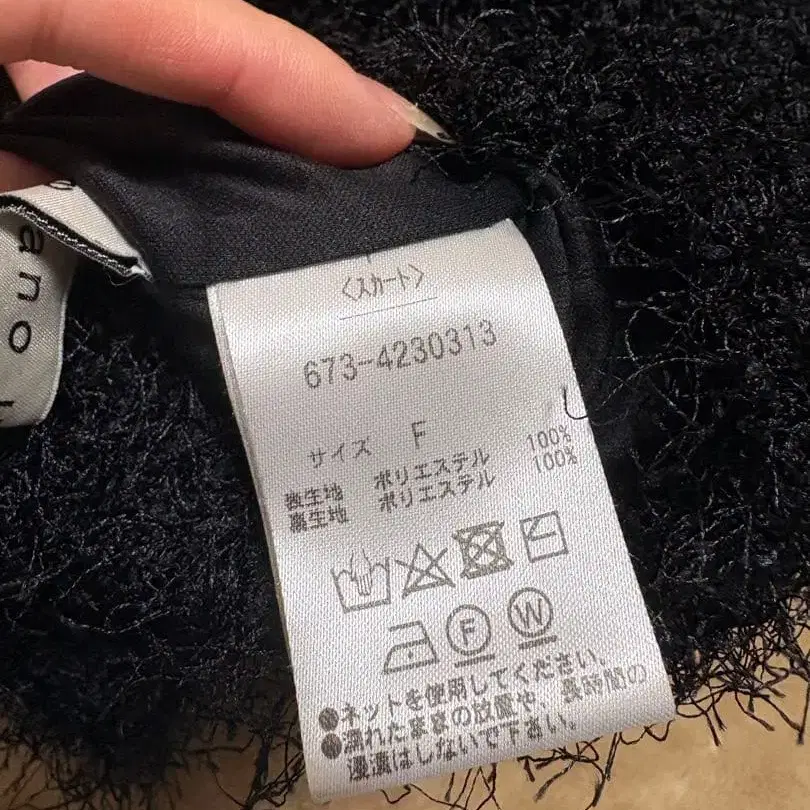 ano
〈スカート〉
673-4230313
サイズ F
表生地 ポリエステル 100%
裏生地 ポリエステル 100%
F W
●ネットを使用してください。
●濡れたままの放置や、長時間の
浸漬はしないで下さい。